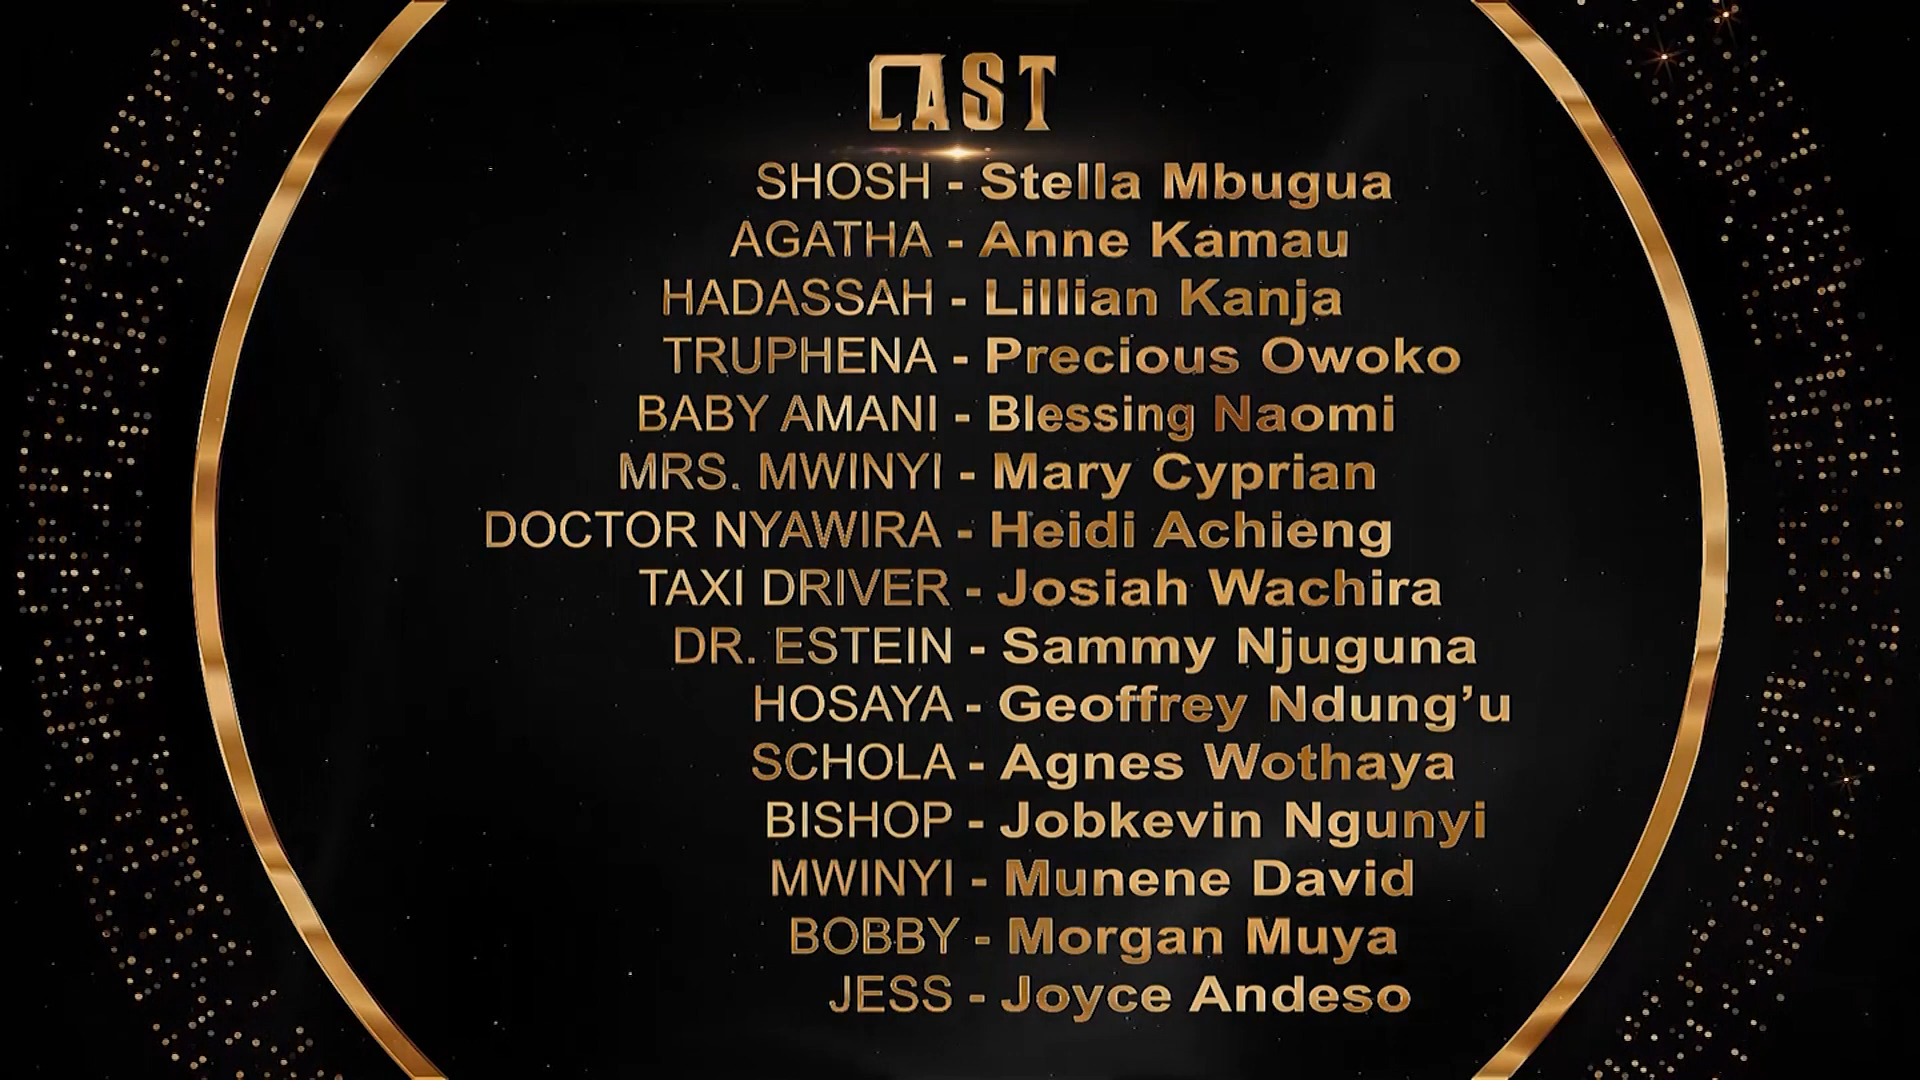 CAST
SHOSH - Stella Mbugua
AGATHA - Anne Kamau
HADASSAH - Lillian Kanja
TRUPHENA - Precious Owoko
BABY AMANI - Blessing Naomi
MRS. MWINYI - Mary Cyprian
DOCTOR NYAWIRA - Heidi Achieng
TAXI DRIVER - Josiah Wachira
DR. ESTEIN - Sammy Njuguna
HOSAYA - Geoffrey Ndung’u
SCHOLA - Agnes Wothaya
BISHOP - Jobkevin Ngunyi
MWINYI - Munene David
BOBBY - Morgan Muya
JESS - Joyce Andeso